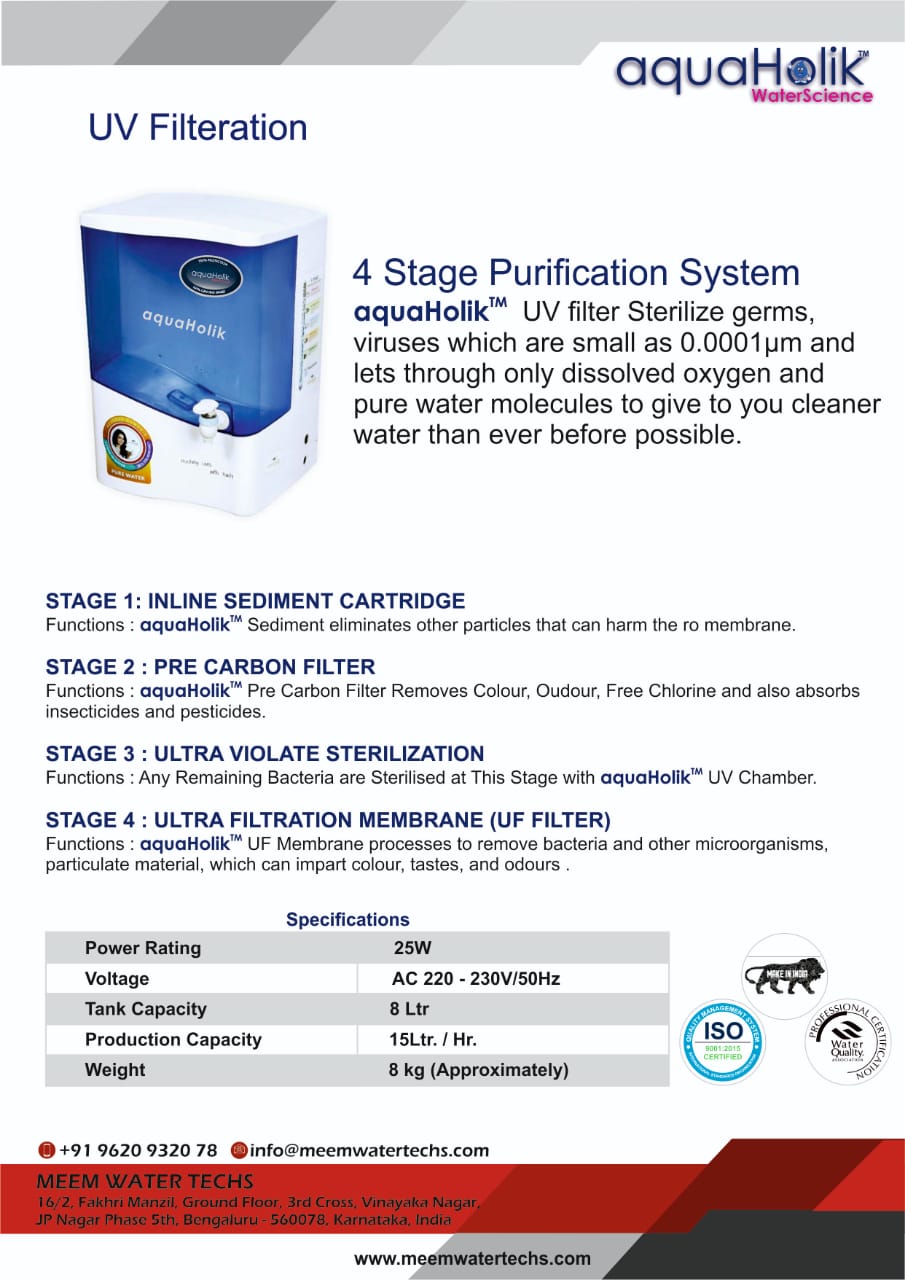 aquaHolik™
WaterScience
UV Filteration
aquaHolik
aquaHolik
PURE WATER
4 Stage Purification System
aquaHolik™ UV filter Sterilize germs,
viruses which are small as 0.0001µm and
lets through only dissolved oxygen and
pure water molecules to give to you cleaner
water than ever before possible.
STAGE 1: INLINE SEDIMENT CARTRIDGE
Functions : aquaHolik™ Sediment eliminates other particles that can harm the ro membrane.
STAGE 2 : PRE CARBON FILTER
Functions : aquaHolik™ Pre Carbon Filter Removes Colour, Oudour, Free Chlorine and also absorbs
insecticides and pesticides.
STAGE 3 : ULTRA VIOLATE STERILIZATION
Functions : Any Remaining Bacteria are Sterilised at This Stage with aquaHolik™ UV Chamber.
STAGE 4 : ULTRA FILTRATION MEMBRANE (UF FILTER)
Functions : aquaHolik™ UF Membrane processes to remove bacteria and other microorganisms,
particulate material, which can impart colour, tastes, and odours .
Specifications
Power Rating 25W
Voltage AC 220 - 230V/50Hz
Tank Capacity 8 Ltr
Production Capacity 15Ltr. / Hr.
Weight 8 kg (Approximately)
MAKE IN INDIA
QUALITY MANAGEMENT SYSTEM
ISO
9001:2015
CERTIFIED
INTERNATIONAL STANDARDS ORGANIZATION
PROFESSIONAL CERTIFICATION
Water
Quality
ASSOCIATION
+91 9620 9320 78 info@meemwatertechs.com
MEEM WATER TECHS
16/2, Fakhri Manzil, Ground Floor, 3rd Cross, Vinayaka Nagar,
JP Nagar Phase 5th, Bengaluru - 560078, Karnataka, India
www.meemwatertechs.com